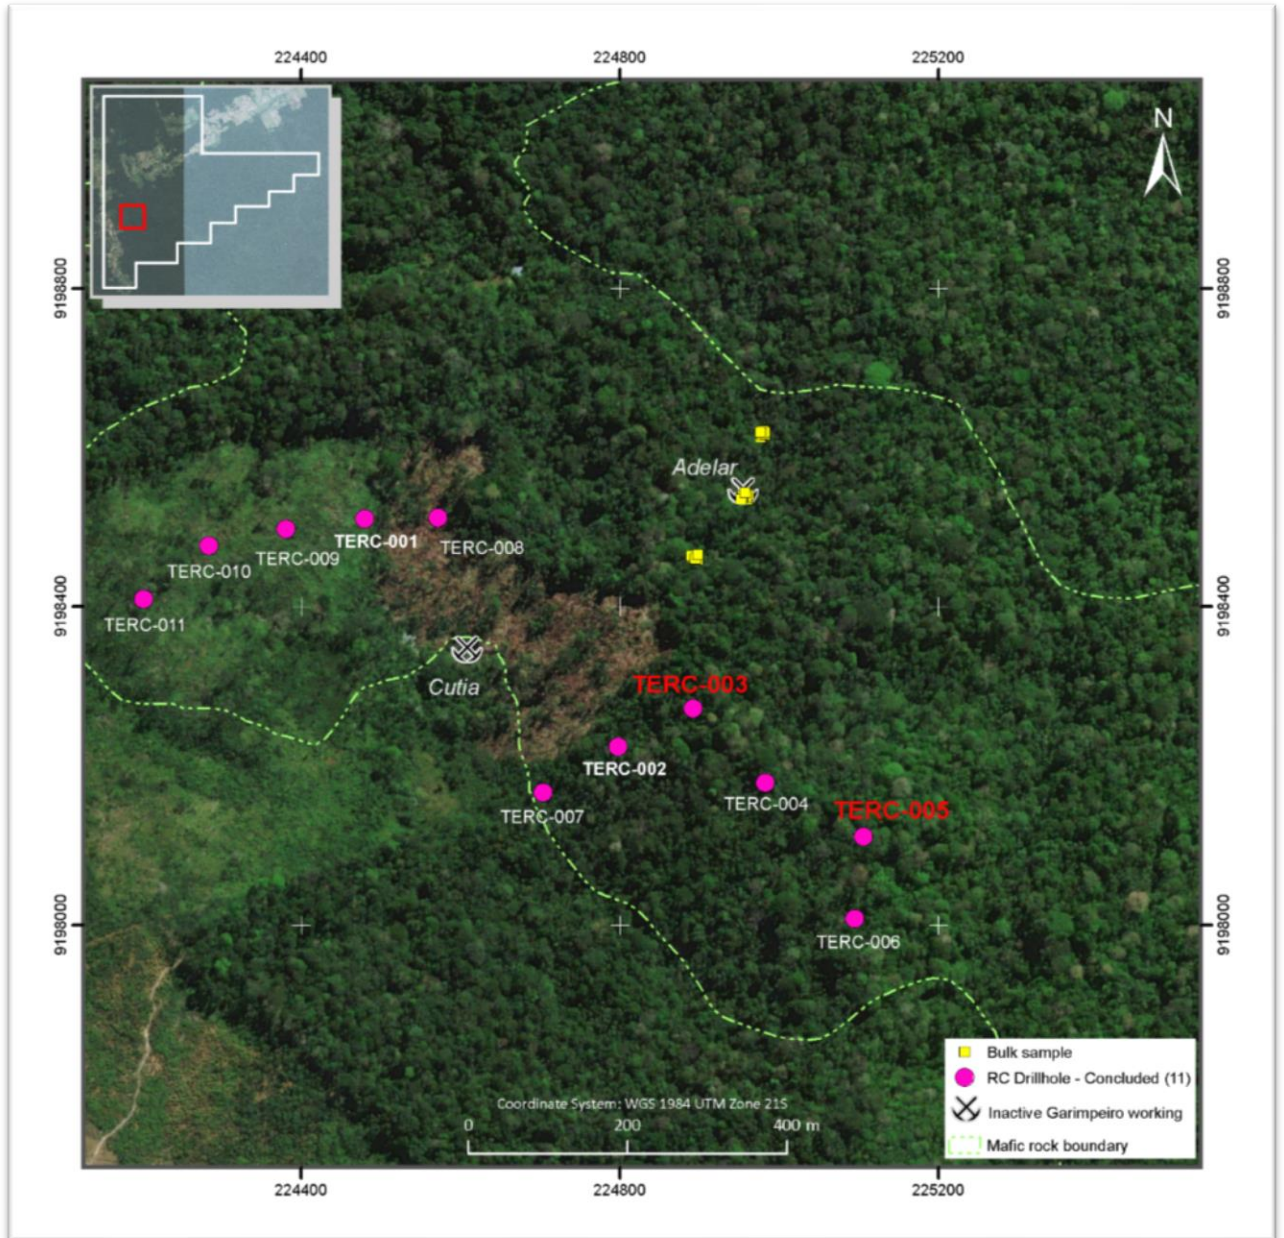 224400
224800
225200
N
9198800
9198800
Adelar
TERC-001
TERC-008
TERC-009
TERC-010
TERC-011
9198400
9198400
Cutia
TERC-003
TERC-002
TERC-004
TERC-005
TERC-007
9198000
9198000
TERC-006
Bulk sample
RC Drillhole - Concluded (11)
Inactive Garimpeiro working
Mafic rock boundary
Coordinate System: WGS 1984 UTM Zone 21S
0
200
400 m
224400
224800
225200